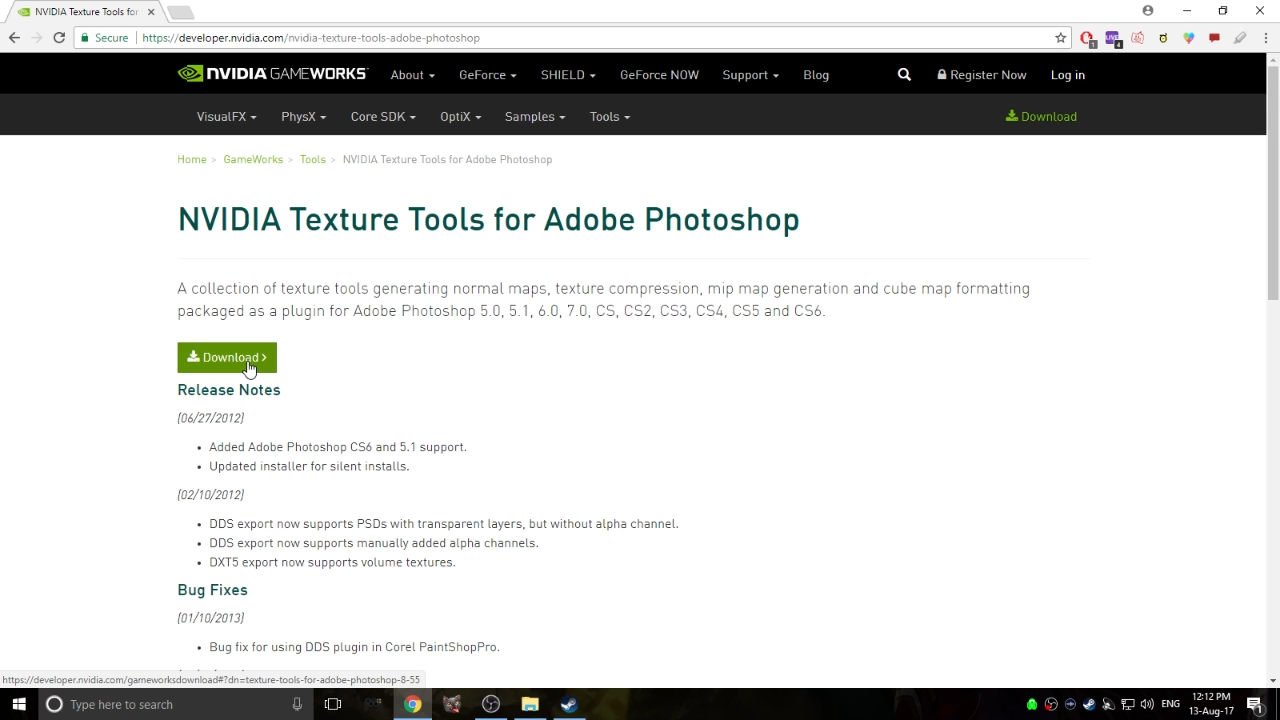 NVIDIA Texture Tools for
Secure https://developer.nvidia.com/nvidia-texture-tools-adobe-photoshop
NVIDIA GAMEWORKS About GeForce SHIELD GeForce NOW Support Blog Register Now Log in
VisualFX PhysX Core SDK OptiX Samples Tools Download
Home > GameWorks > Tools > NVIDIA Texture Tools for Adobe Photoshop
NVIDIA Texture Tools for Adobe Photoshop
A collection of texture tools generating normal maps, texture compression, mip map generation and cube map formatting
packaged as a plugin for Adobe Photoshop 5.0, 5.1, 6.0, 7.0, CS, CS2, CS3, CS4, CS5 and CS6.
Download >
Release Notes
(06/27/2012)
• Added Adobe Photoshop CS6 and 5.1 support.
• Updated installer for silent installs.
(02/10/2012)
• DDS export now supports PSDs with transparent layers, but without alpha channel.
• DDS export now supports manually added alpha channels.
• DXT5 export now supports volume textures.
Bug Fixes
(01/10/2013)
• Bug fix for using DDS plugin in Corel PaintShopPro.
https://developer.nvidia.com/gameworksdownload#?dn=texture-tools-for-adobe-photoshop-8-55
Type here to search
ENG
12:12 PM
13-Aug-17